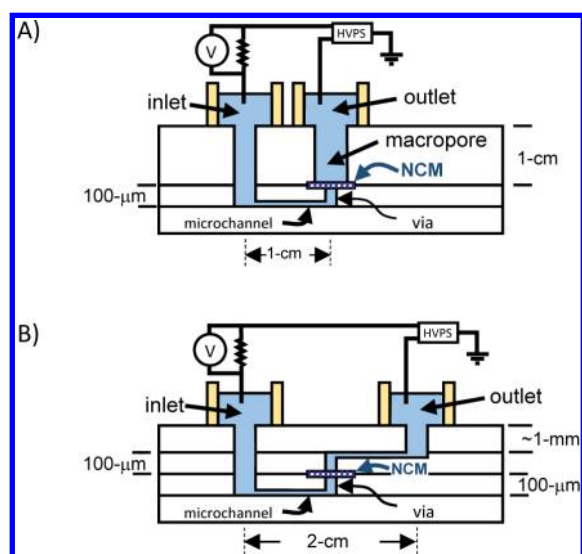 A)
V
HVPS
inlet
outlet
macropore
NCM
1-cm
100-μm
microchannel
via
1-cm
B)
V
HVPS
inlet
outlet
~1-mm
100-μm
NCM
100-μm
microchannel
via
2-cm